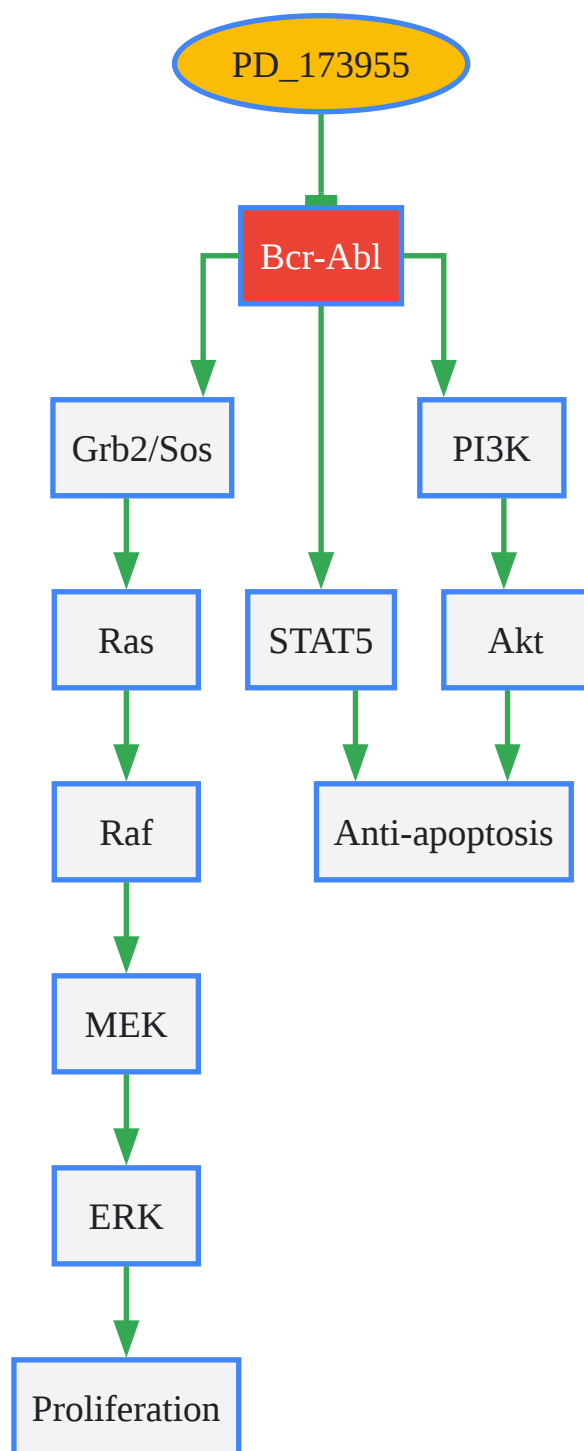 PD_173955
Bcr-Abl
Grb2/Sos
PI3K
Ras
STAT5
Akt
Raf
Anti-apoptosis
MEK
ERK
Proliferation